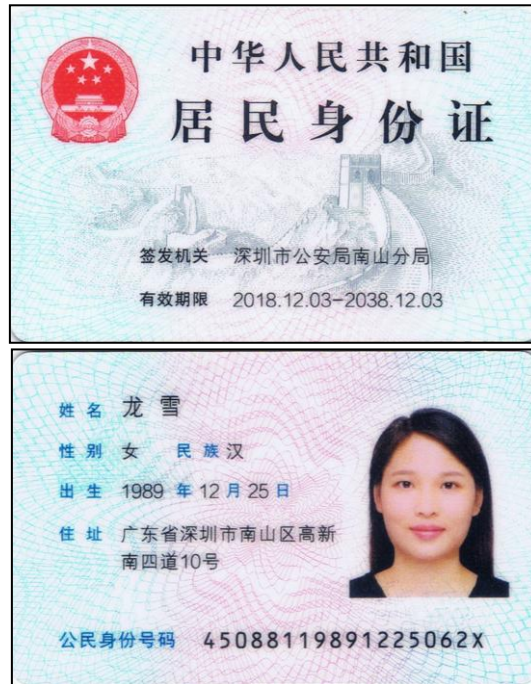 中华人民共和国
居民身份证
签发机关 深圳市公安局南山分局
有效期限 2018.12.03-2038.12.03
姓名 龙雪
性别 女 民族 汉
出生 1989 年 12 月 25 日
住址 广东省深圳市南山区高新
南四道10号
公民身份号码 45088119891225062X